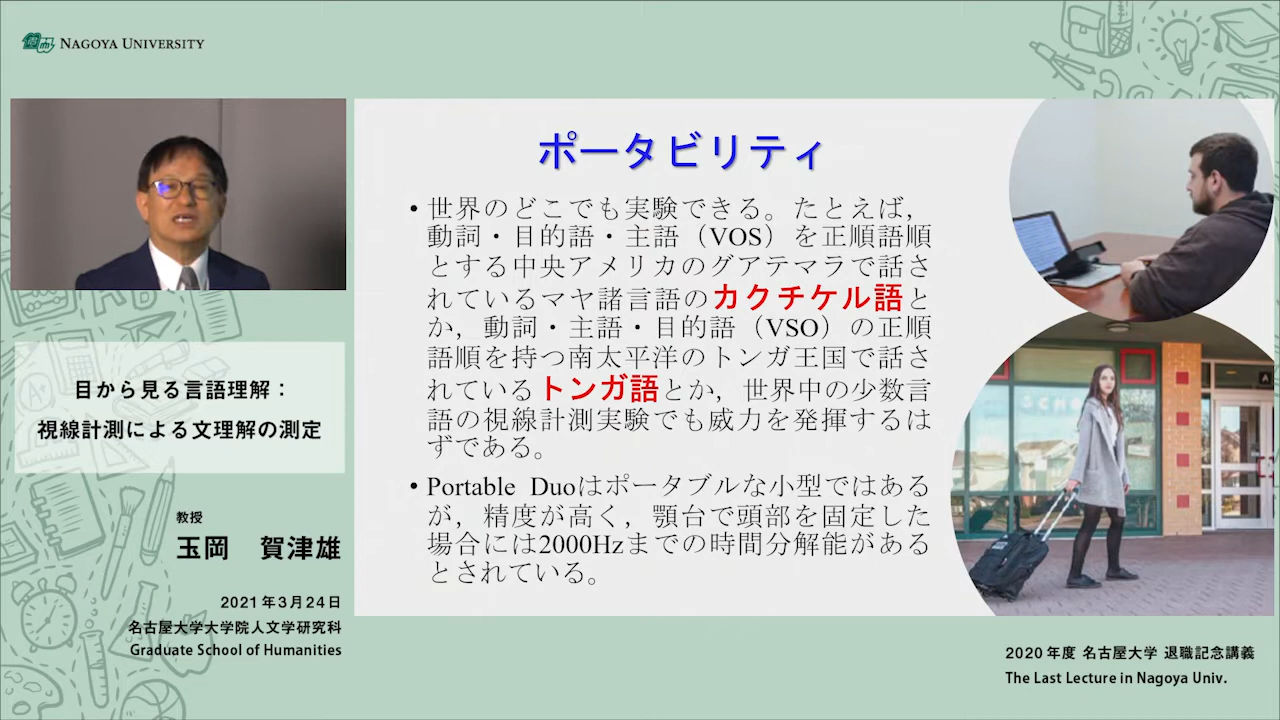 NAGOYA UNIVERSITY
ポータビリティ
• 世界のどこでも実験できる。たとえば，
動詞・目的語・主語（VOS）を正順語順
とする中央アメリカのグアテマラで話さ
れているマヤ諸言語のカクチケル語と
か，動詞・主語・目的語（VSO）の正順
語順を持つ南太平洋のトンガ王国で話さ
れているトンガ語とか，世界中の少数言
語の視線計測実験でも威力を発揮するは
ずである。
• Portable Duoはポータブルな小型ではある
が，精度が高く，顎台で頭部を固定した
場合には2000Hzまでの時間分解能がある
とされている。
目から見る言語理解：
視線計測による文理解の測定
教授
玉岡 賀津雄
2021年3月24日
名古屋大学大学院人文学研究科
Graduate School of Humanities
2020年度 名古屋大学 退職記念講義
The Last Lecture in Nagoya Univ.